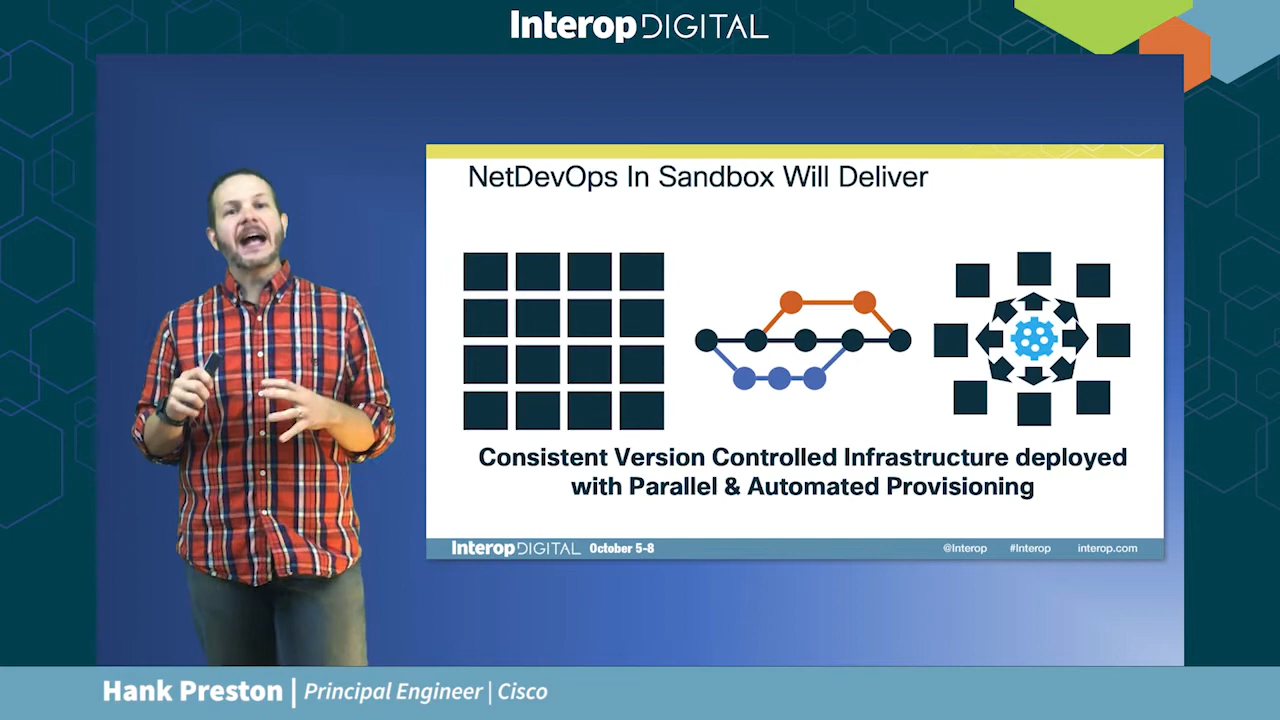 Interop DIGITAL
NetDevOps In Sandbox Will Deliver
Consistent Version Controlled Infrastructure deployed
with Parallel & Automated Provisioning
Interop DIGITAL October 5-8 @Interop #Interop interop.com
Hank Preston | Principal Engineer | Cisco